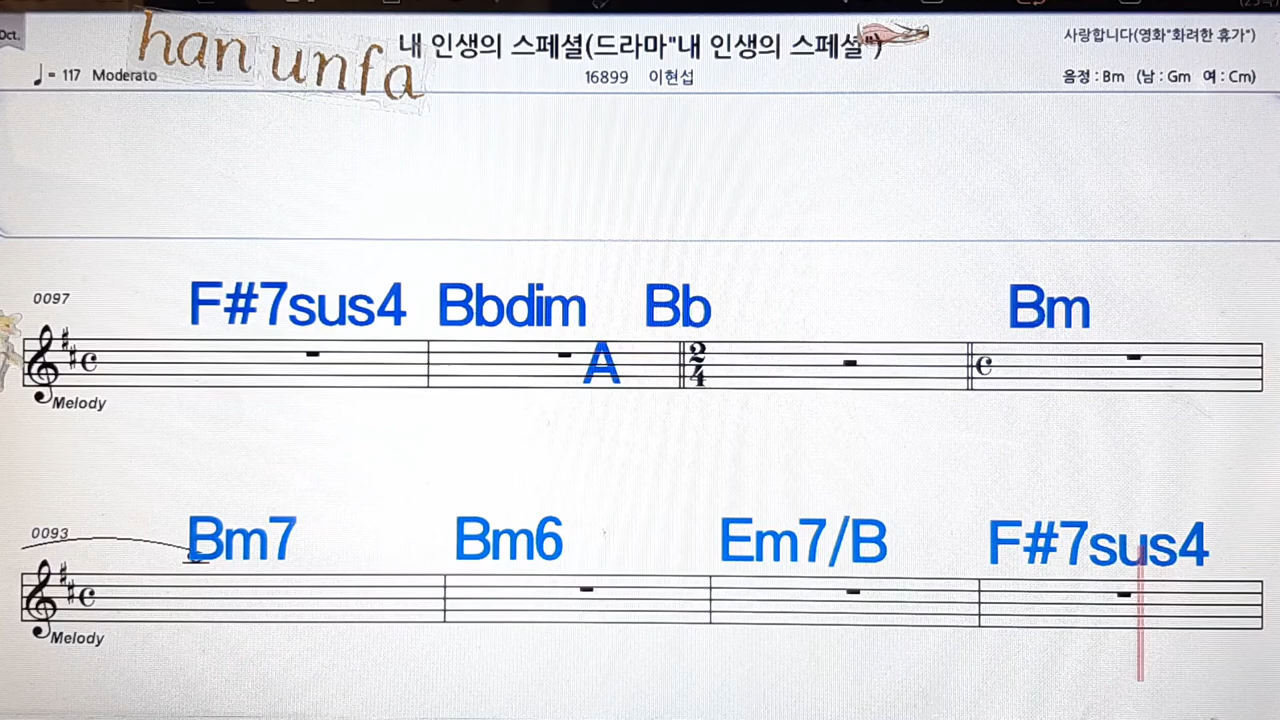 Oct.
han unfa
내 인생의 스페셜(드라마"내 인생의 스페셜")
사랑합니다(영화"화려한 휴가")
♩= 117 Moderato
16899 이현섭
음정 : Bm (남 : Gm 여 : Cm)
0097
F#7sus4 Bbdim Bb Bm
A
2
4
Melody
0093
Bm7 Bm6 Em7/B F#7sus4
Melody